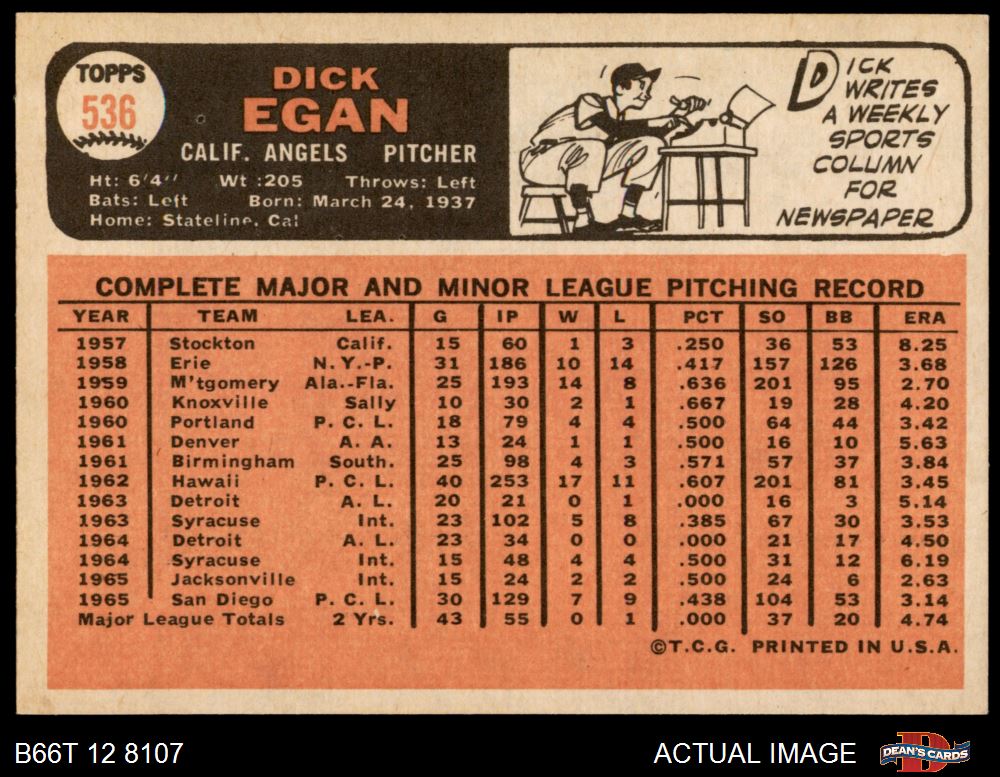 TOPPS
536
DICK
EGAN
CALIF. ANGELS PITCHER
Ht: 6'4'' Wt :205 Throws: Left
Bats: Left Born: March 24, 1937
Home: Stateline, Cal
DICK
WRITES
A WEEKLY
SPORTS
COLUMN
FOR
NEWSPAPER
COMPLETE MAJOR AND MINOR LEAGUE PITCHING RECORD
YEAR TEAM LEA. G IP W L PCT SO BB ERA
1957 Stockton Calif. 15 60 1 3 .250 36 53 8.25
1958 Erie N.Y.-P. 31 186 10 14 .417 157 126 3.68
1959 M'tgomery Ala.-Fla. 25 193 14 8 .636 201 95 2.70
1960 Knoxville Sally 10 30 2 1 .667 19 28 4.20
1960 Portland P. C. L. 18 79 4 4 .500 64 44 3.42
1961 Denver A. A. 13 24 1 1 .500 16 10 5.63
1961 Birmingham South. 25 98 4 3 .571 57 37 3.84
1962 Hawaii P. C. L. 40 253 17 11 .607 201 81 3.45
1963 Detroit A. L. 20 21 0 1 .000 16 3 5.14
1963 Syracuse Int. 23 102 5 8 .385 67 30 3.53
1964 Detroit A. L. 23 34 0 0 .000 21 17 4.50
1964 Syracuse Int. 15 48 4 4 .500 31 12 6.19
1965 Jacksonville Int. 15 24 2 2 .500 24 6 2.63
1965 San Diego P. C. L. 30 129 7 9 .438 104 53 3.14
Major League Totals 2 Yrs. 43 55 0 1 .000 37 20 4.74
©T.C.G. PRINTED IN U.S.A.
B66T 12 8107
ACTUAL IMAGE
DEAN'S CARDS